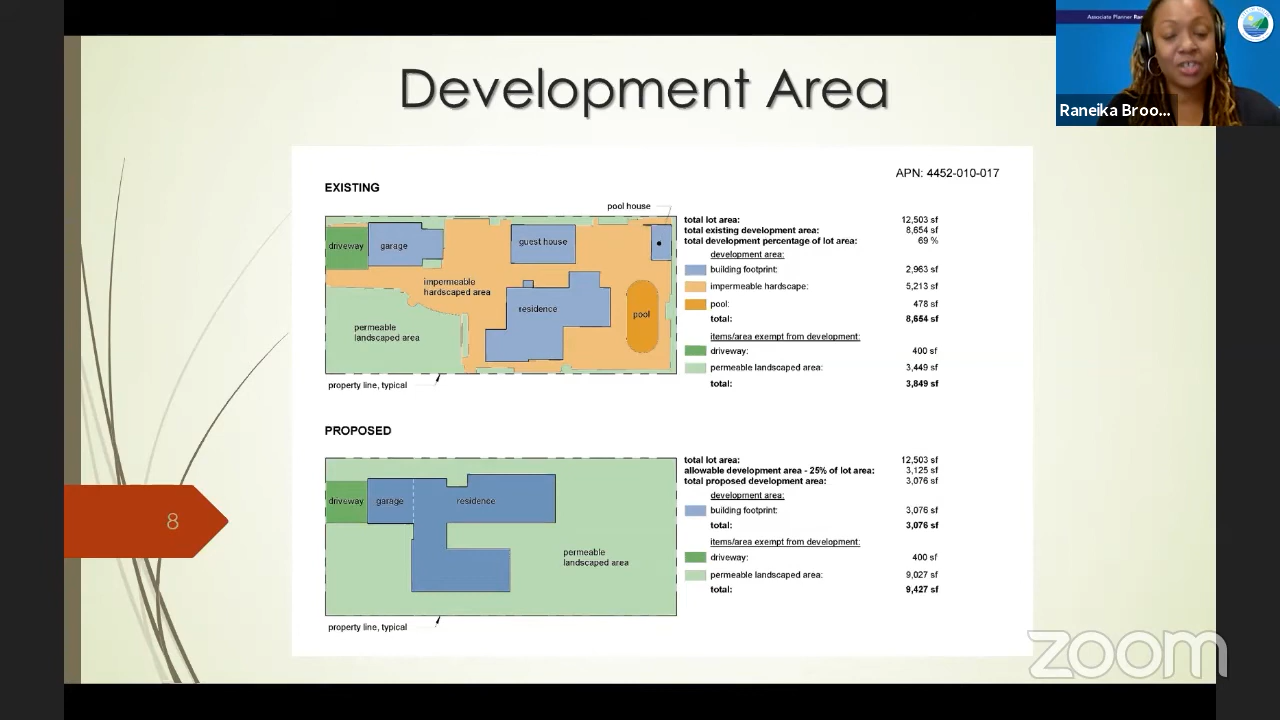 Development Area
Associate Planner
Raneika Broo...
APN: 4452-010-017
EXISTING
pool house
driveway
garage
guest house
impermeable
hardscaped area
residence
pool
permeable
landscaped area
property line, typical
total lot area: 12,503 sf
total existing development area: 8,654 sf
total development percentage of lot area: 69 %
development area:
building footprint: 2,963 sf
impermeable hardscape: 5,213 sf
pool: 478 sf
total: 8,654 sf
items/area exempt from development:
driveway: 400 sf
permeable landscaped area: 3,449 sf
total: 3,849 sf
PROPOSED
driveway
garage
residence
permeable
landscaped area
property line, typical
total lot area: 12,503 sf
allowable development area - 25% of lot area: 3,125 sf
total proposed development area: 3,076 sf
development area:
building footprint: 3,076 sf
total: 3,076 sf
items/area exempt from development:
driveway: 400 sf
permeable landscaped area: 9,027 sf
total: 9,427 sf
8
zoom